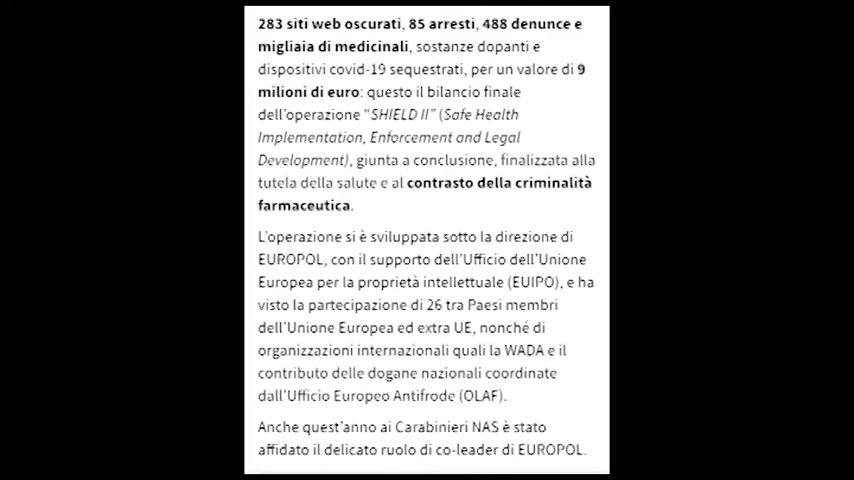 283 siti web oscurati, 85 arresti, 488 denunce e
migliaia di medicinali, sostanze dopanti e
dispositivi covid-19 sequestrati, per un valore di 9
milioni di euro: questo il bilancio finale
dell'operazione "SHIELD II" (Safe Health
Implementation, Enforcement and Legal
Development), giunta a conclusione, finalizzata alla
tutela della salute e al contrasto della criminalità
farmaceutica.
L'operazione si è sviluppata sotto la direzione di
EUROPOL, con il supporto dell'Ufficio dell'Unione
Europea per la proprietà intellettuale (EUIPO), e ha
visto la partecipazione di 26 tra Paesi membri
dell'Unione Europea ed extra UE, nonché di
organizzazioni internazionali quali la WADA e il
contributo delle dogane nazionali coordinate
dall'Ufficio Europeo Antifrode (OLAF).
Anche quest'anno ai Carabinieri NAS è stato
affidato il delicato ruolo di co-leader di EUROPOL.